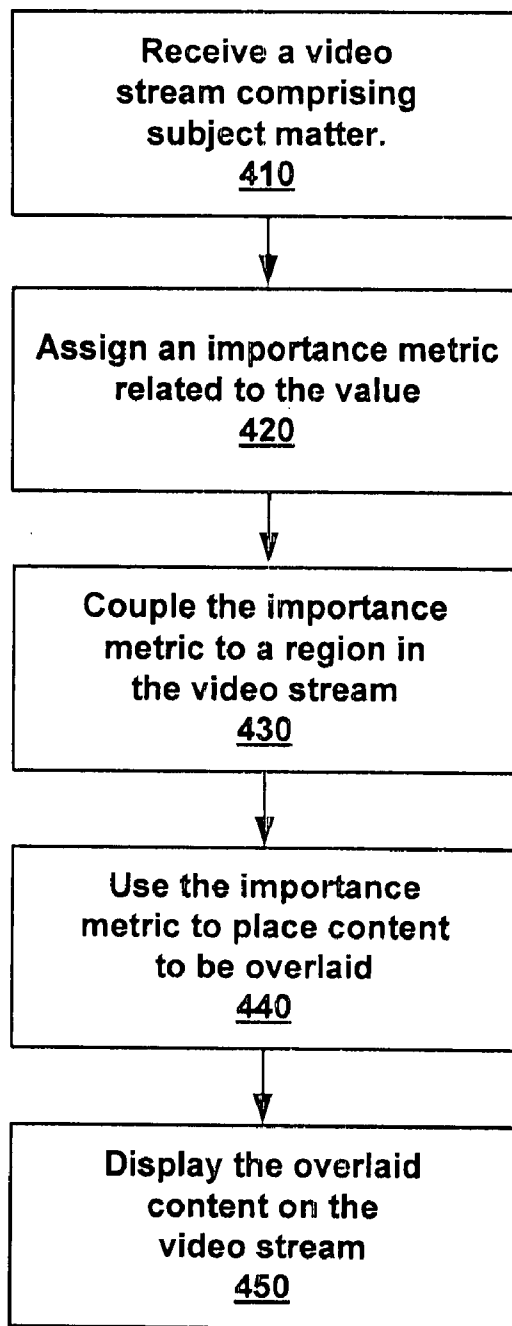 Receive a video
stream comprising
subject matter.
410
Assign an importance metric
related to the value
420
Couple the importance
metric to a region in
the video stream
430
Use the importance
metric to place content
to be overlaid
440
Display the overlaid
content on the
video stream
450